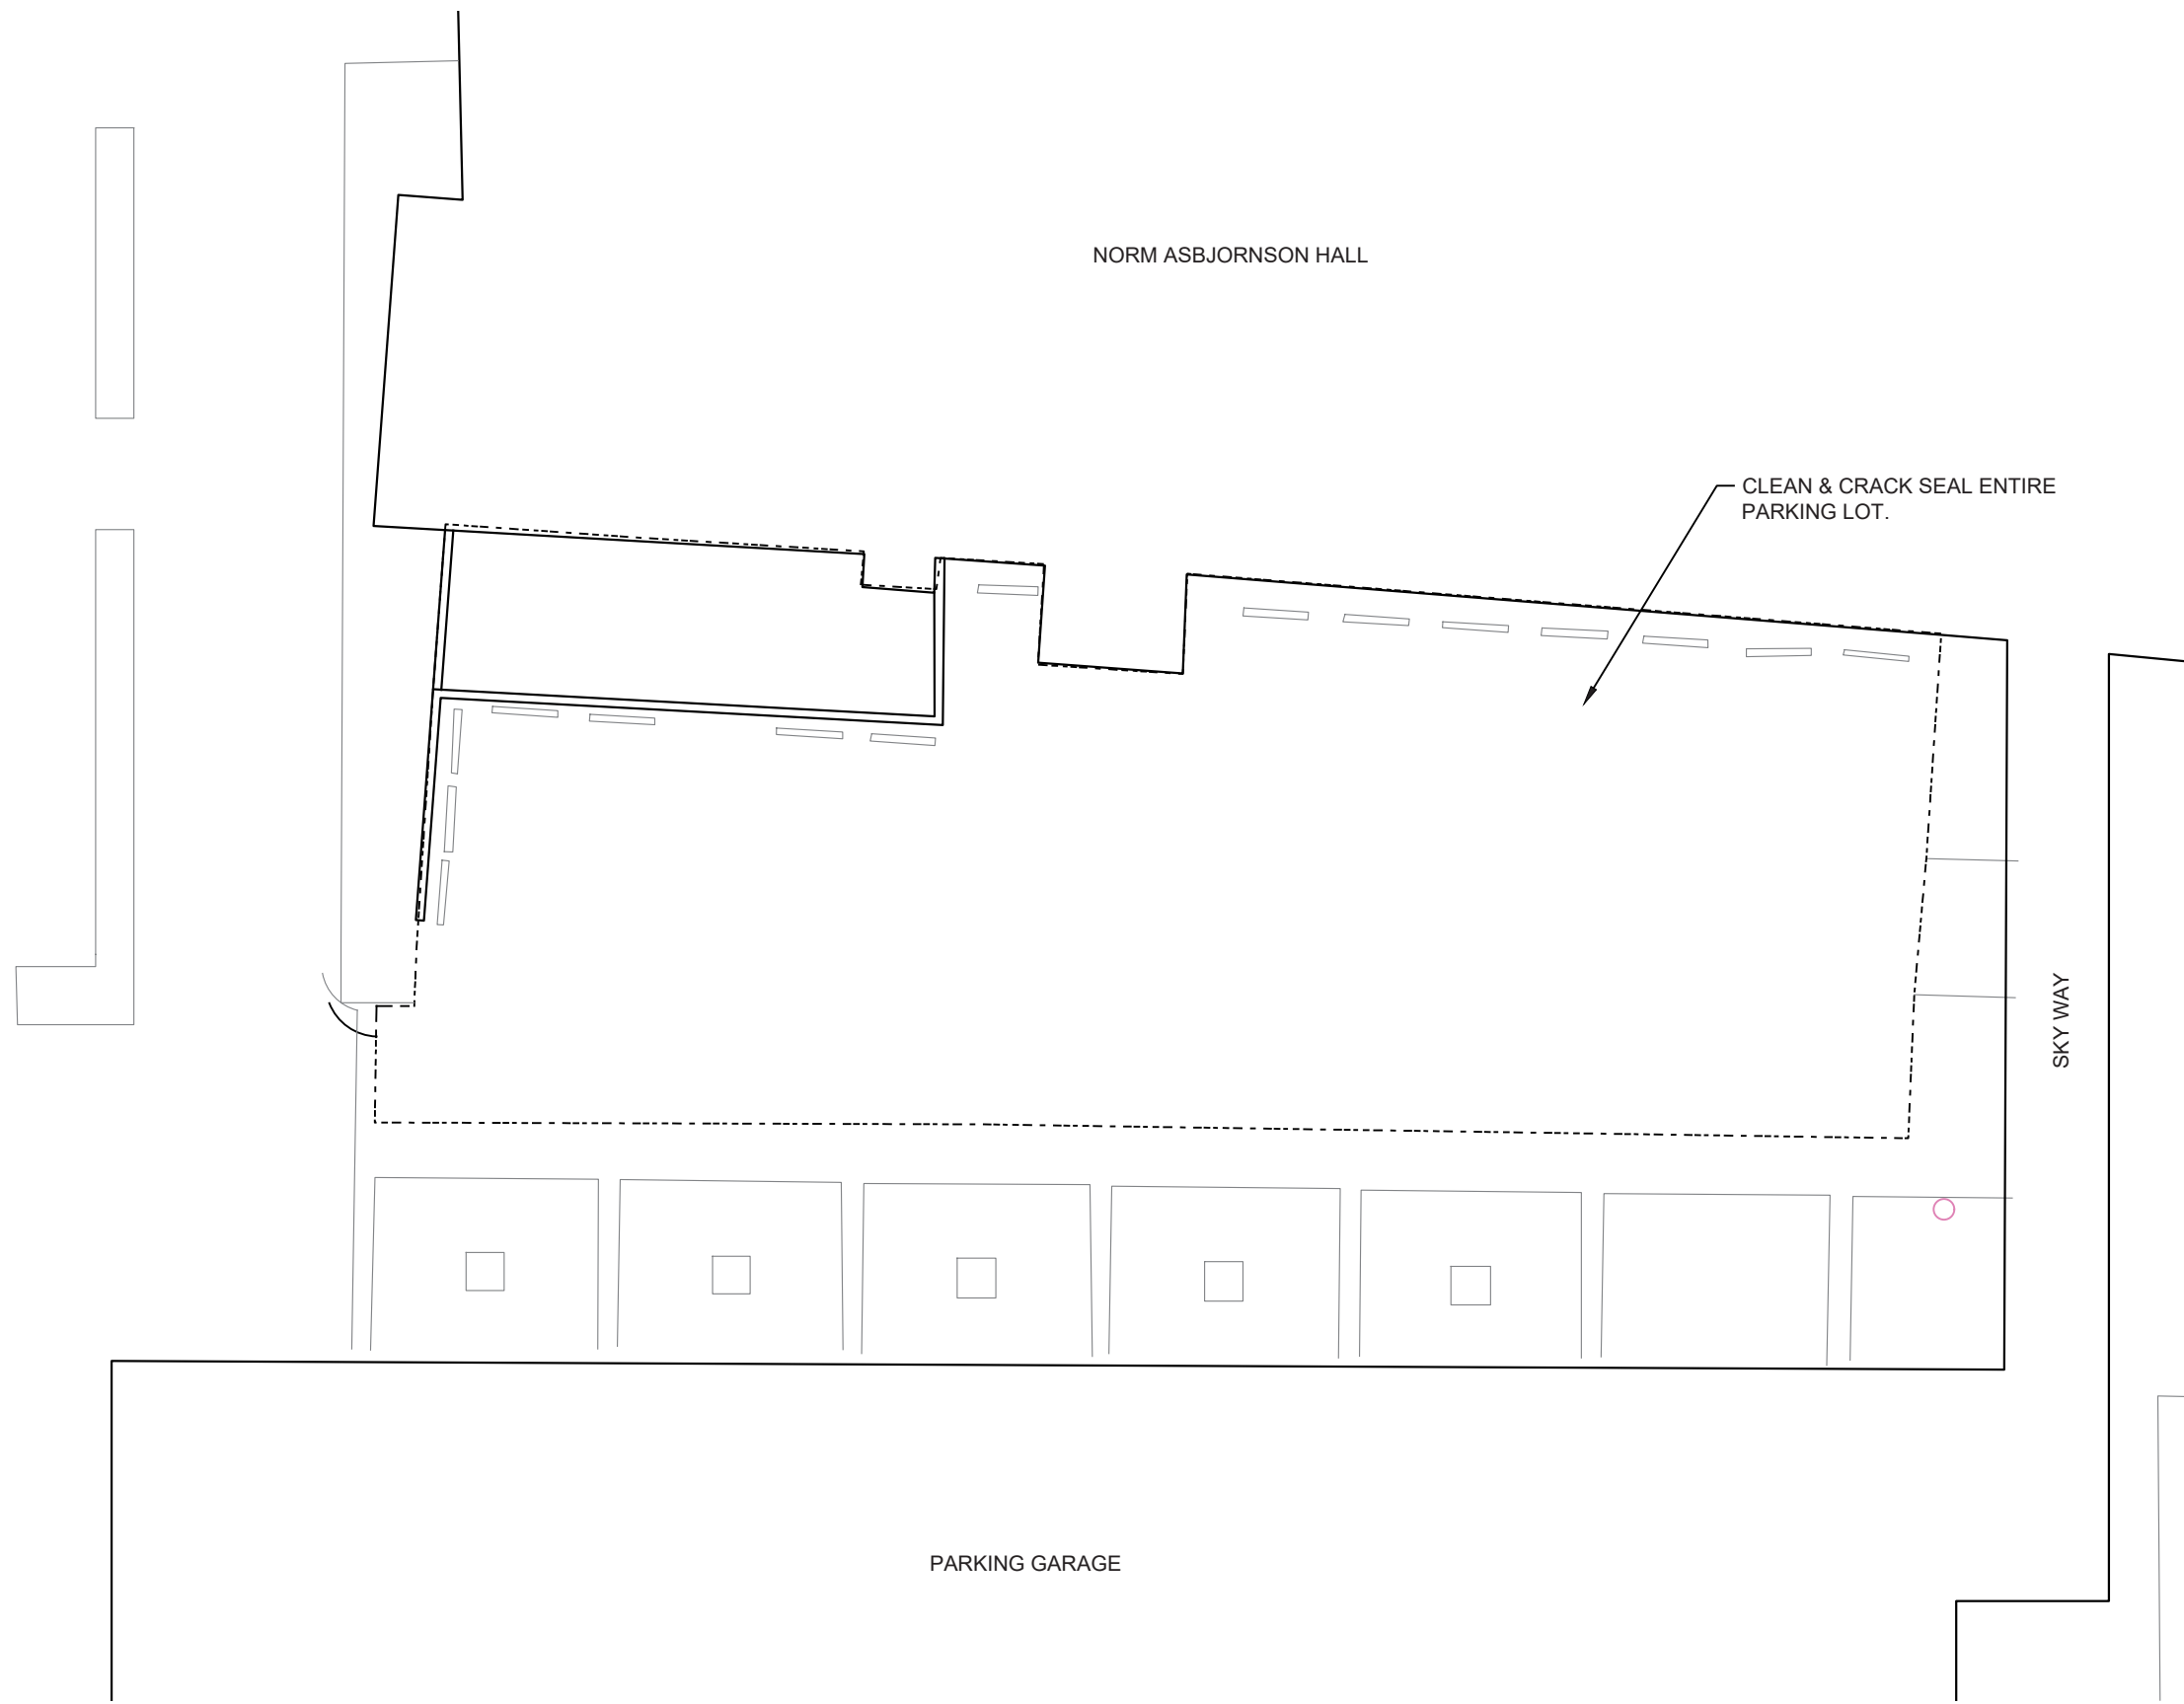 NORM ASBJORNSON HALL
CLEAN & CRACK SEAL ENTIRE
PARKING LOT.
SKY WAY
PARKING GARAGE